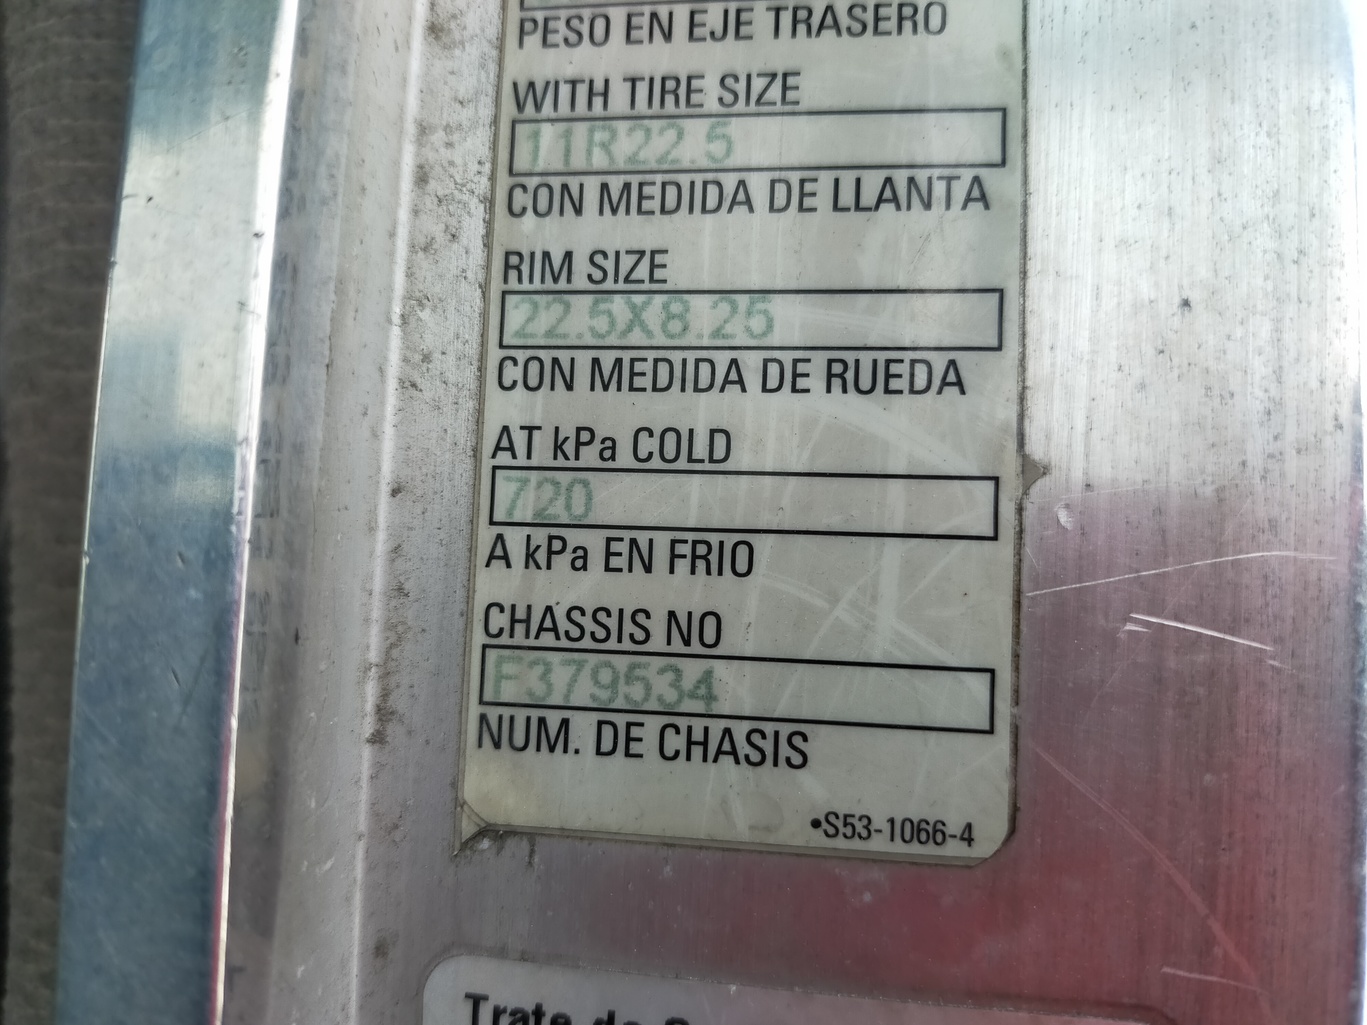 PESO EN EJE TRASERO
WITH TIRE SIZE
11R22.5
CON MEDIDA DE LLANTA
RIM SIZE
22.5X8.25
CON MEDIDA DE RUEDA
AT kPa COLD
720
A kPa EN FRIO
CHASSIS NO
F379534
NUM. DE CHASIS
•S53-1066-4
Trate de